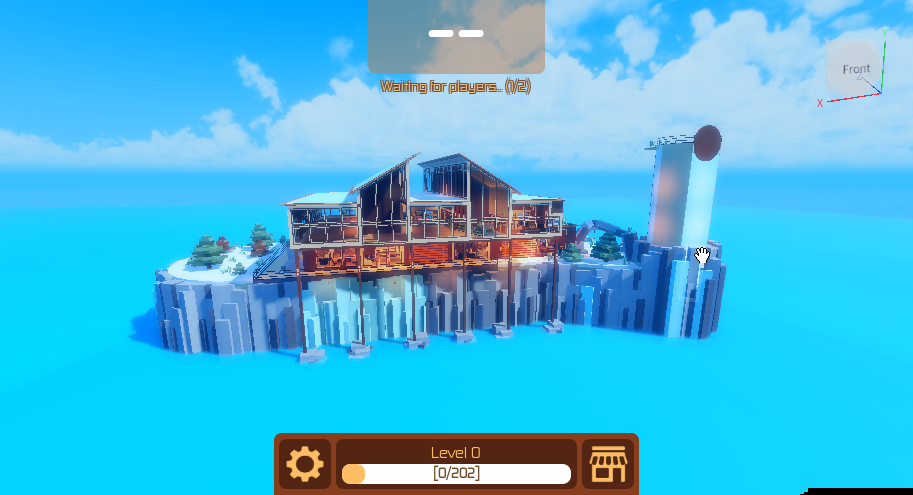 Waiting for players.. (1/2)
Y
Front
Z
X
Level 0
[0/202]